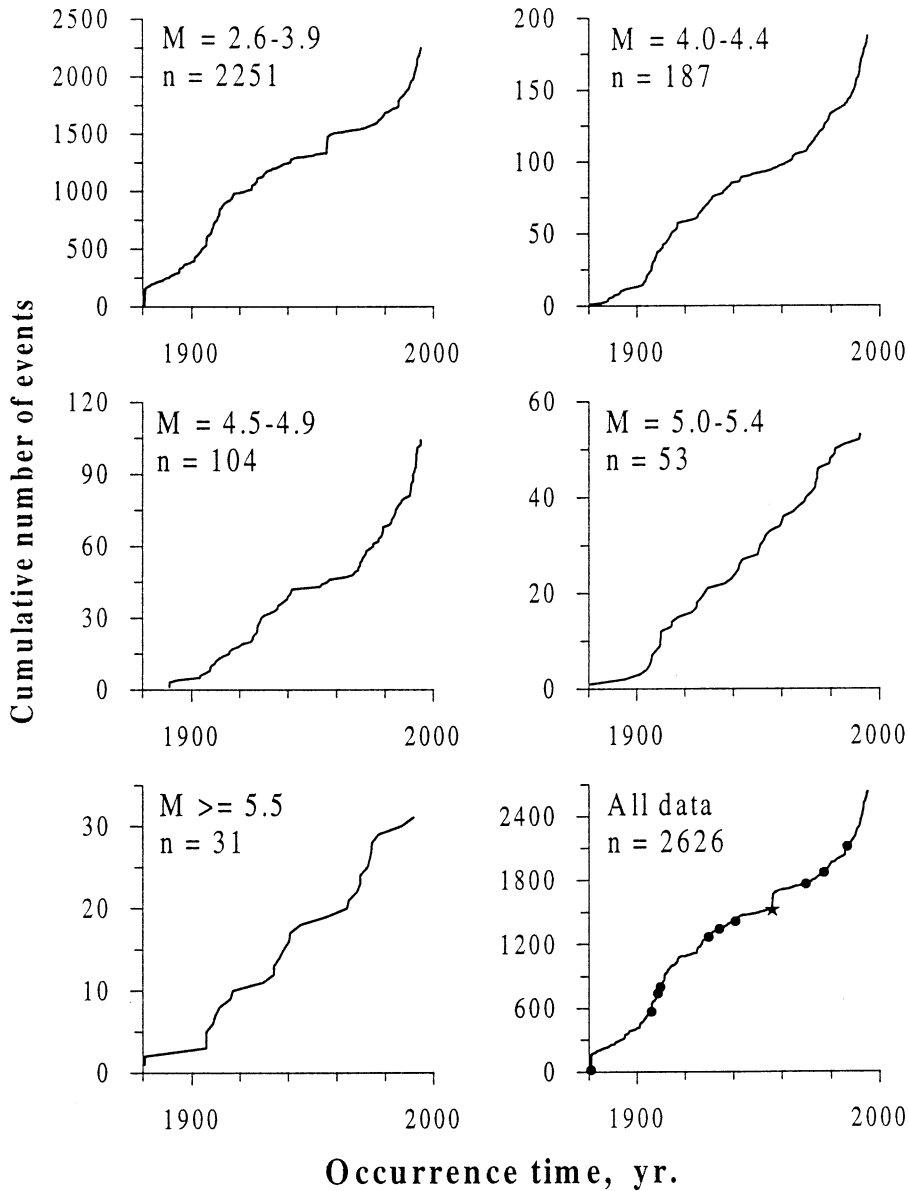 Cumulative number of events
M = 2.6-3.9
n = 2251
2500
2000
1500
1000
500
0
1900
2000
M = 4.0-4.4
n = 187
200
150
100
50
0
1900
2000
M = 4.5-4.9
n = 104
120
90
60
30
0
1900
2000
M = 5.0-5.4
n = 53
60
40
20
0
1900
2000
M >= 5.5
n = 31
30
20
10
0
1900
2000
All data
n = 2626
2400
1800
1200
600
0
1900
2000
Occurrence time, yr.